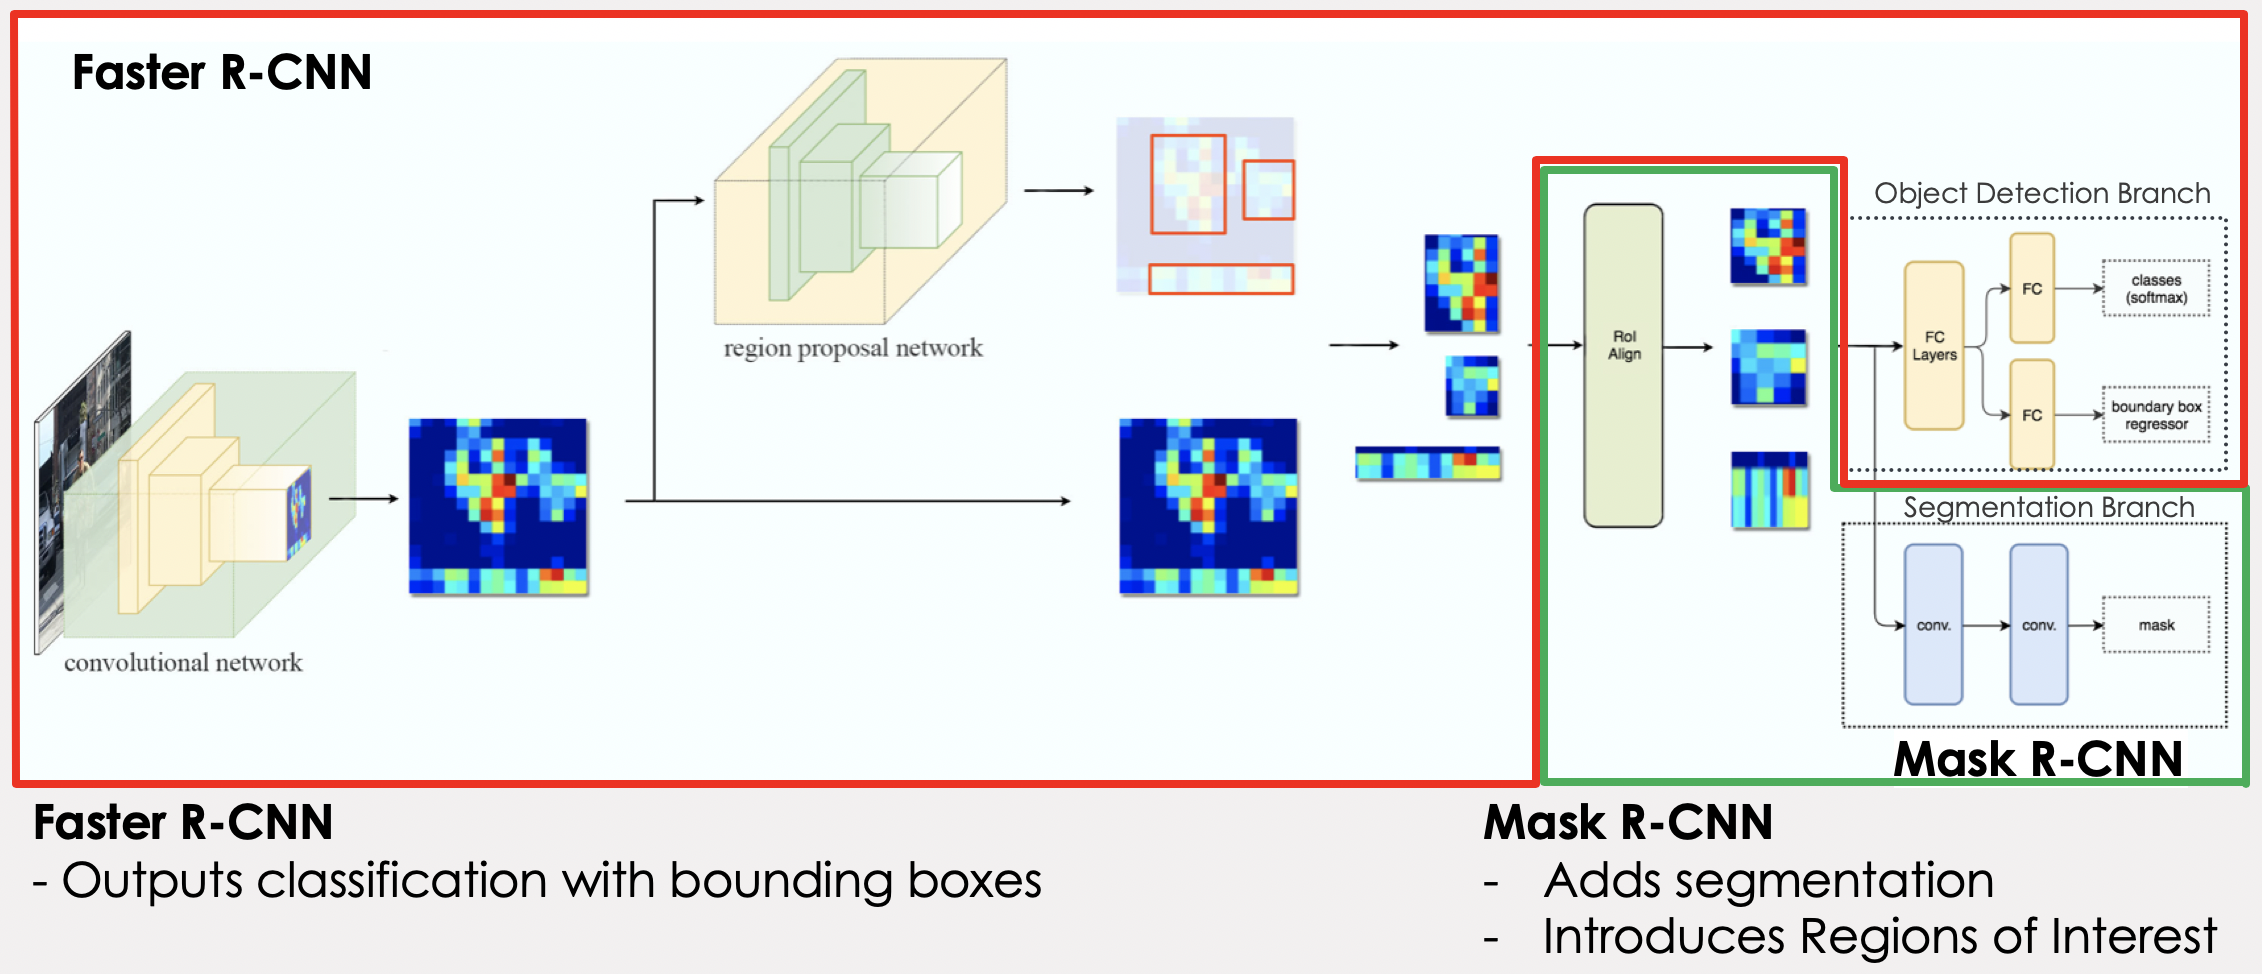 Faster R-CNN
region proposal network
convolutional network
RoI
Align
Object Detection Branch
FC
Layers
FC
classes
(softmax)
FC
boundary box
regressor
Segmentation Branch
conv.
conv.
mask
Mask R-CNN
Faster R-CNN
- Outputs classification with bounding boxes
Mask R-CNN
- Adds segmentation
- Introduces Regions of Interest